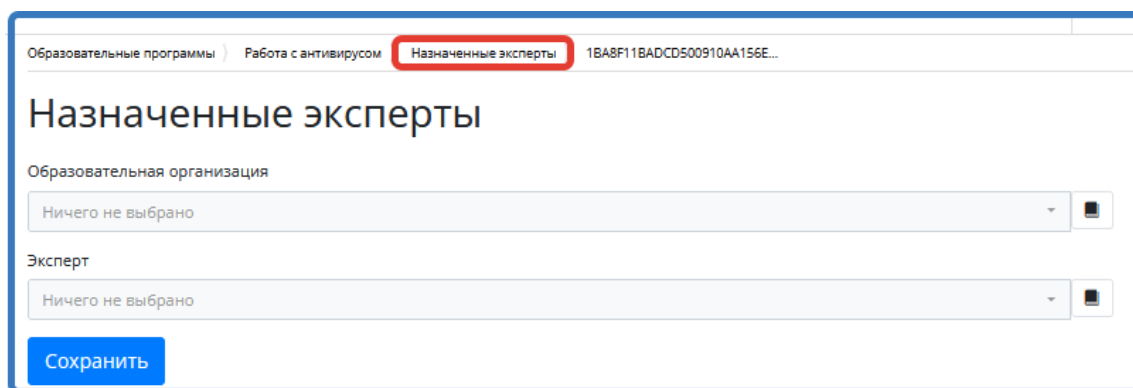 Образовательные программы Работа с антивирусом Назначенные эксперты 1BA8F11BADCD500910AA156E...
Назначенные эксперты
Образовательная организация
Ничего не выбрано
Эксперт
Ничего не выбрано
Сохранить